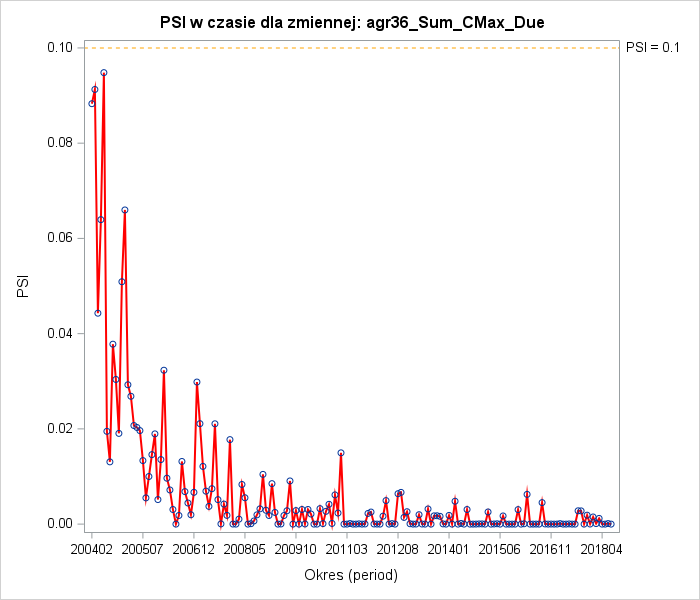 PSI w czasie dla zmiennej: agr36_Sum_CMax_Due
0.10
PSI = 0.1
0.08
0.06
PSI
0.04
0.02
0.00
200402 200507 200612 200805 200910 201103 201208 201401 201506 201611 201804
Okres (period)